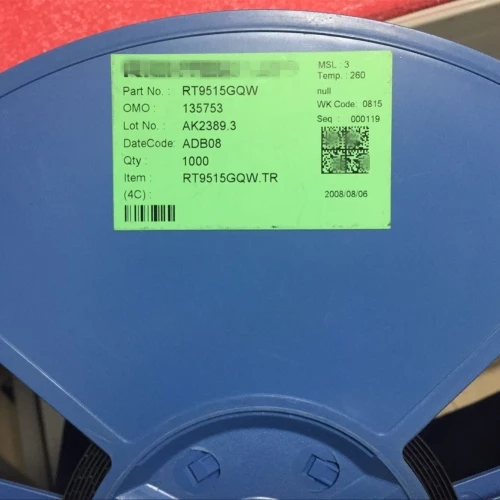 MSL : 3
Temp. : 260
Part No. : RT9515GQW
null
OMO : 135753
WK Code: 0815
Lot No. : AK2389.3
Seq : 000119
DateCode: ADB08
Qty : 1000
Item : RT9515GQW.TR
(4C) :
2008/08/06